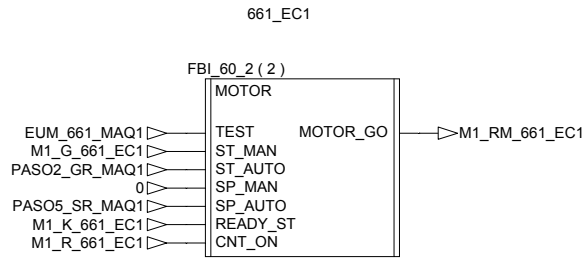 661_EC1
FBI_60_2 ( 2 )
MOTOR
EUM_661_MAQ1 TEST MOTOR_GO M1_RM_661_EC1
M1_G_661_EC1 ST_MAN
PASO2_GR_MAQ1 ST_AUTO
0 SP_MAN
PASO5_SR_MAQ1 SP_AUTO
M1_K_661_EC1 READY_ST
M1_R_661_EC1 CNT_ON